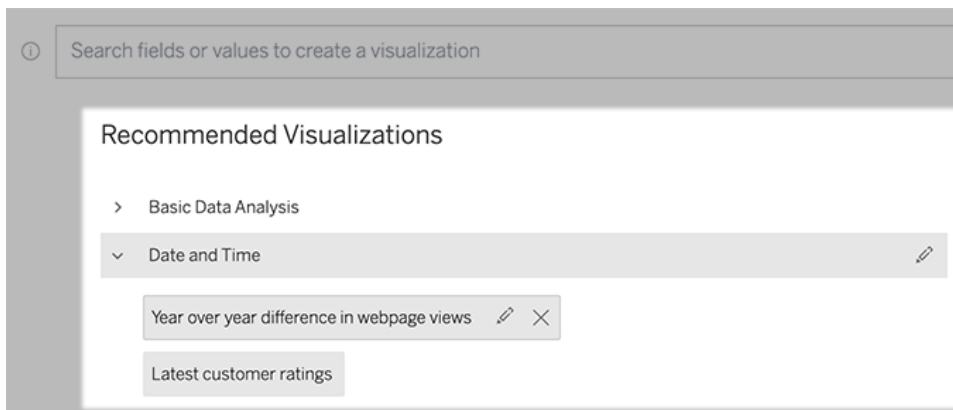 Search fields or values to create a visualization
Recommended Visualizations
Basic Data Analysis
Date and Time
Year over year difference in webpage views
Latest customer ratings